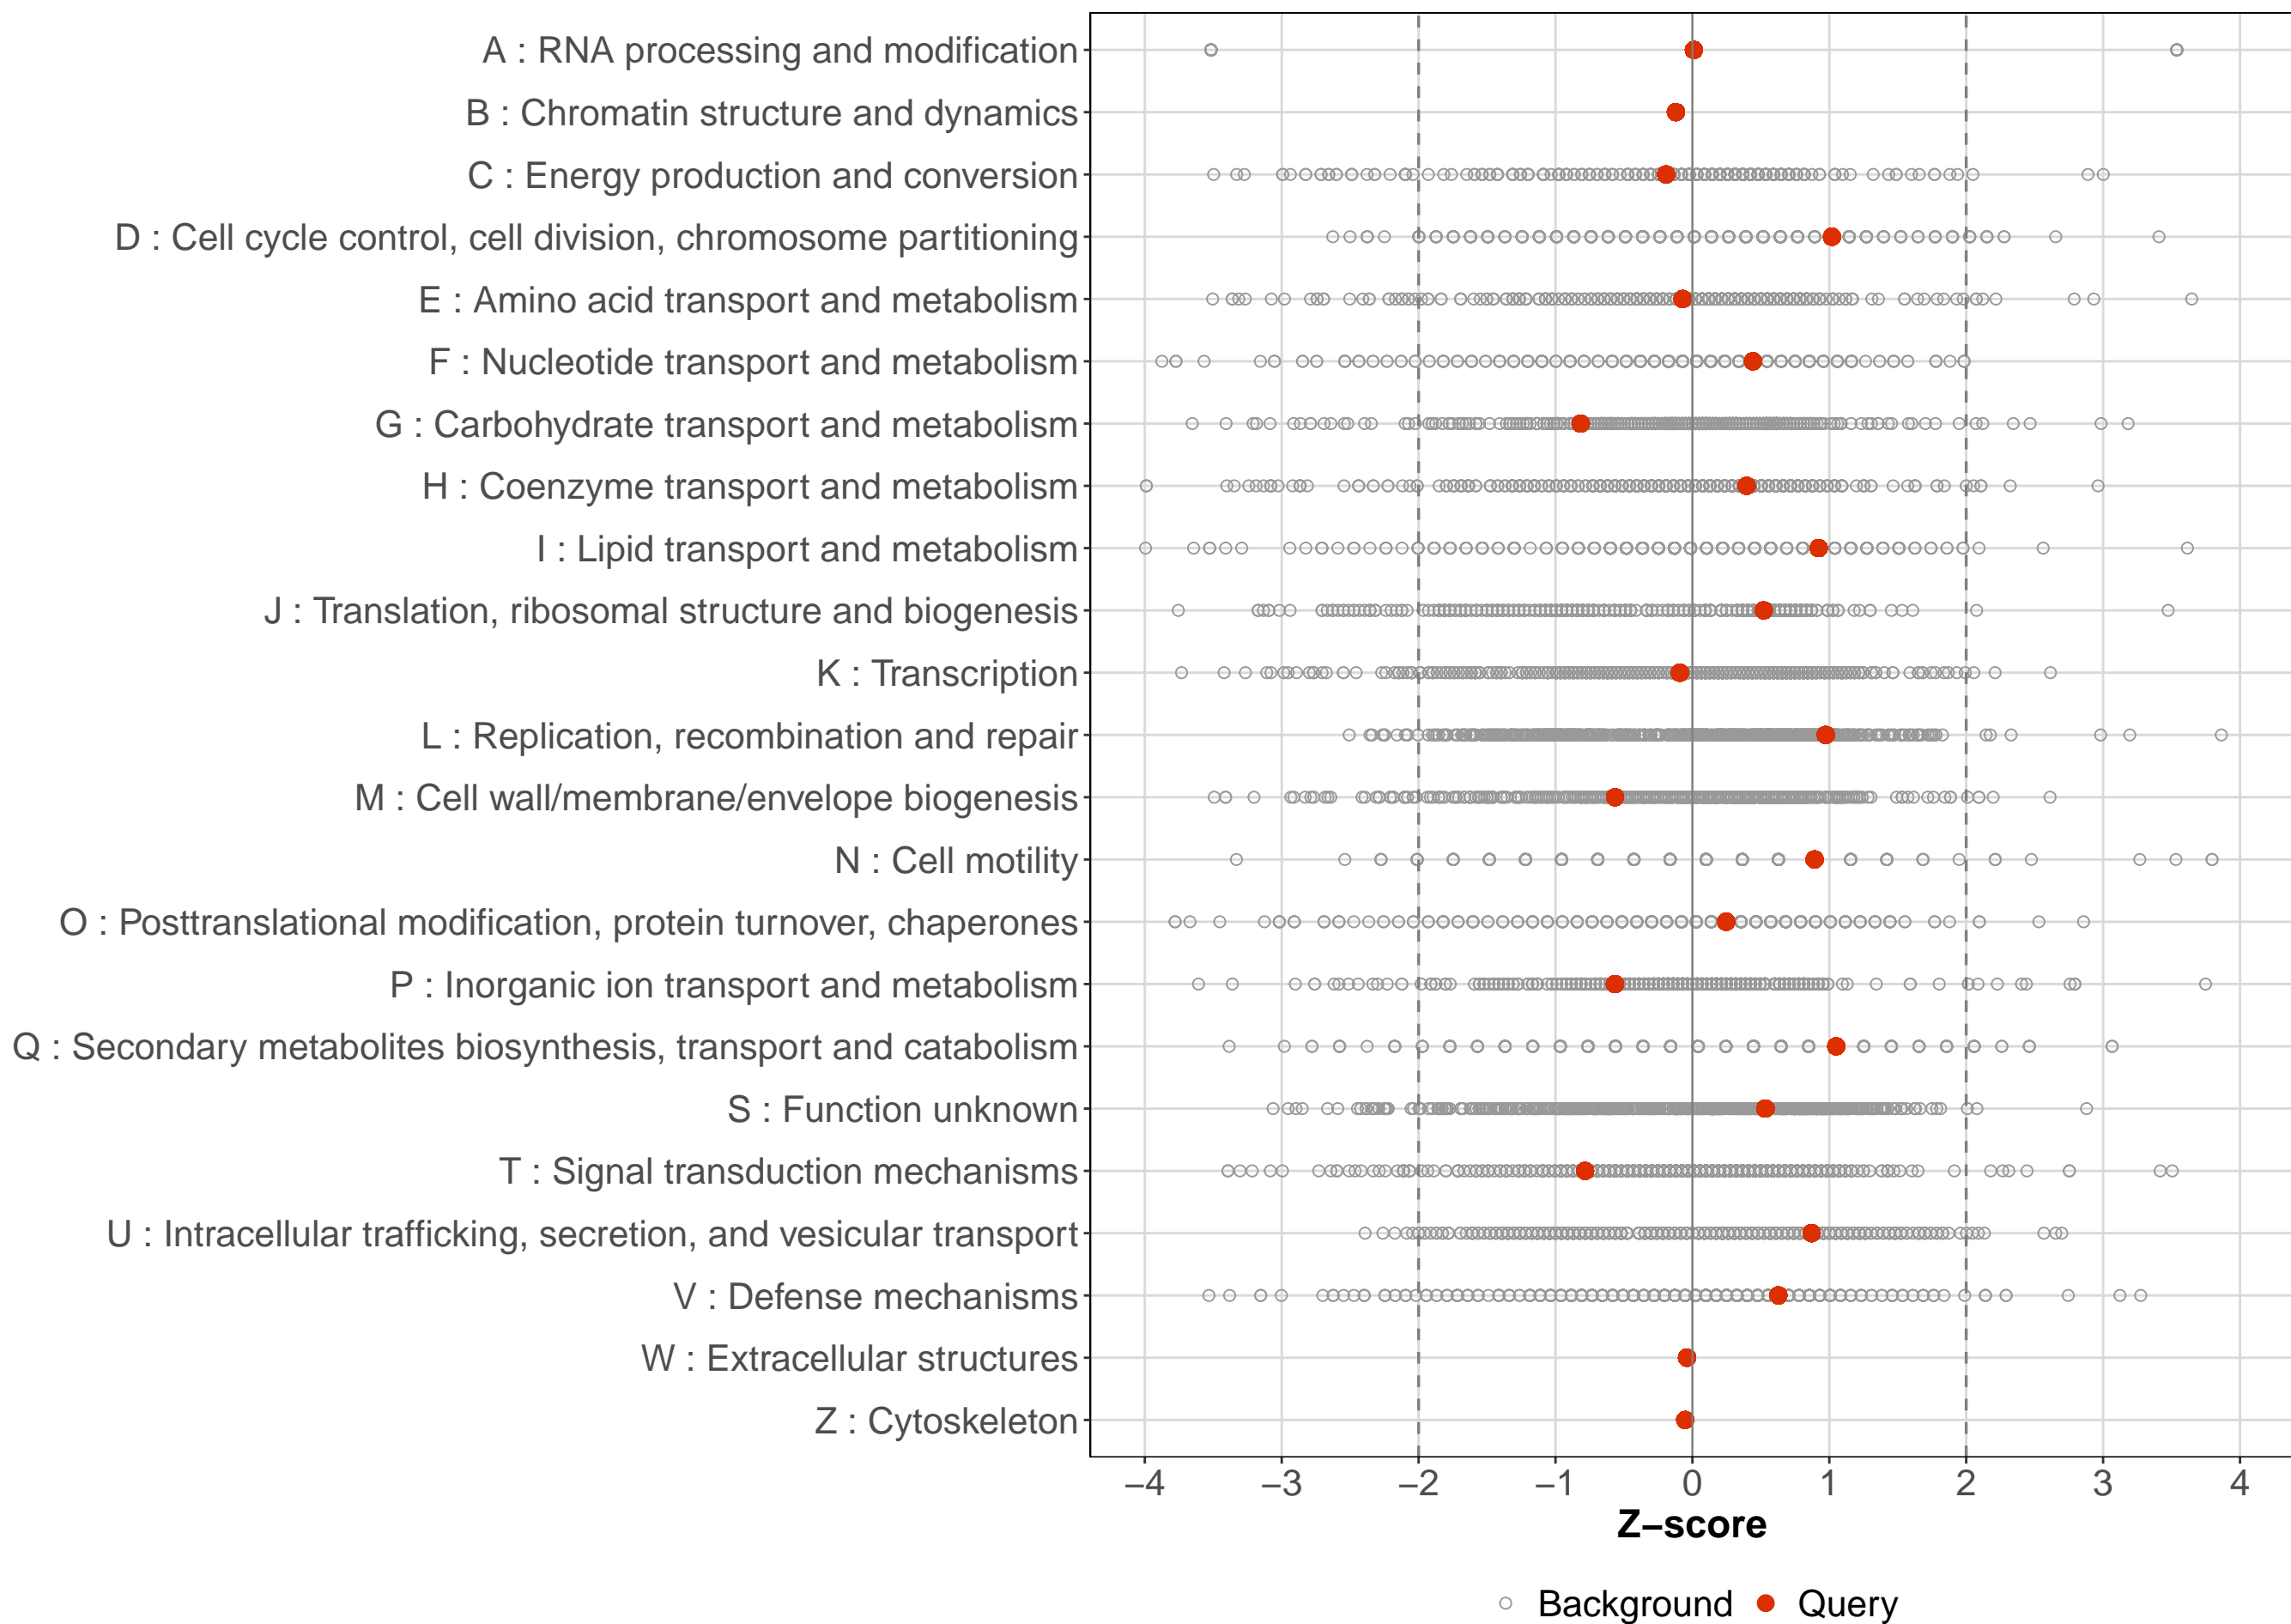 A : RNA processing and modification
B : Chromatin structure and dynamics
C : Energy production and conversion
D : Cell cycle control, cell division, chromosome partitioning
E : Amino acid transport and metabolism
F : Nucleotide transport and metabolism
G : Carbohydrate transport and metabolism
H : Coenzyme transport and metabolism
I : Lipid transport and metabolism
J : Translation, ribosomal structure and biogenesis
K : Transcription
L : Replication, recombination and repair
M : Cell wall/membrane/envelope biogenesis
N : Cell motility
O : Posttranslational modification, protein turnover, chaperones
P : Inorganic ion transport and metabolism
Q : Secondary metabolites biosynthesis, transport and catabolism
S : Function unknown
T : Signal transduction mechanisms
U : Intracellular trafficking, secretion, and vesicular transport
V : Defense mechanisms
W : Extracellular structures
Z : Cytoskeleton
−4 −3 −2 −1 0 1 2 3 4
Z−score
Background Query